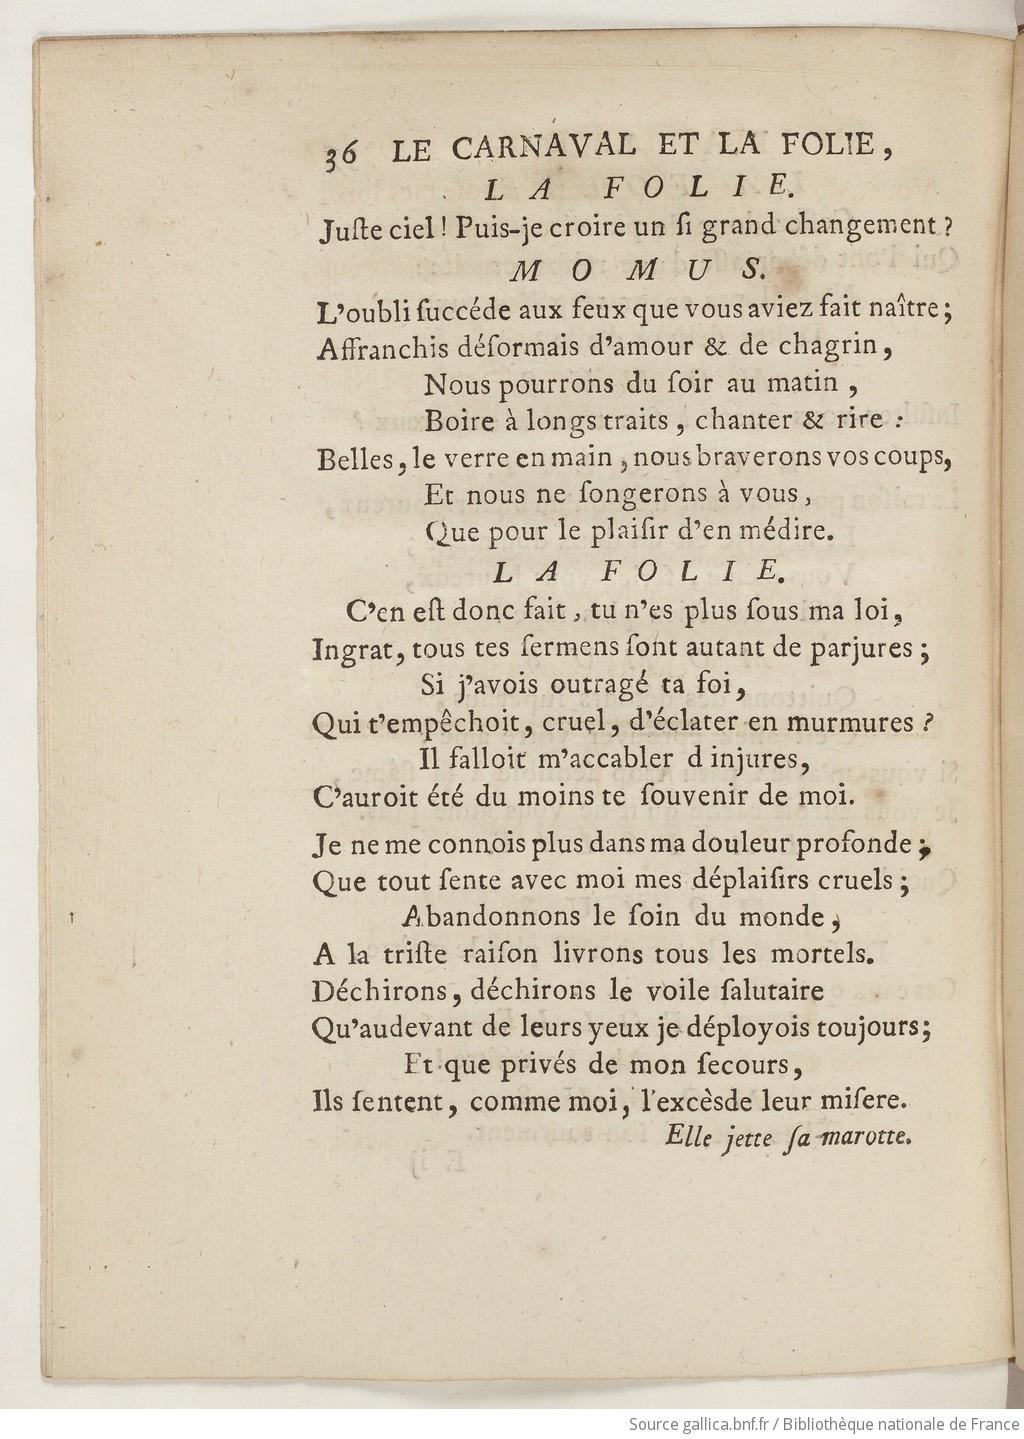 36 LE CARNAVAL ET LA FOLIE,
LA FOLIE.
Juſte ciel! Puis-je croire un ſi grand changement?
MOMUS.
L'oubli ſuccéde aux feux que vous aviez fait naître;
Affranchis déſormais d'amour & de chagrin,
Nous pourrons du ſoir au matin,
Boire à longs traits, chanter & rire:
Belles, le verre en main, nous braverons vos coups,
Et nous ne ſongerons à vous,
Que pour le plaiſir d'en médire.
LA FOLIE.
C'en eſt donc fait, tu n'es plus ſous ma loi,
Ingrat, tous tes ſermens ſont autant de parjures;
Si j'avois outragé ta foi,
Qui t'empêchoit, cruel, d'éclater en murmures?
Il falloit m'accabler d injures,
C'auroit été du moins te ſouvenir de moi.
Je ne me connois plus dans ma douleur profonde;
Que tout ſente avec moi mes déplaiſirs cruels;
Abandonnons le ſoin du monde,
A la triſte raiſon livrons tous les mortels.
Déchirons, déchirons le voile ſalutaire
Qu'audevant de leurs yeux je déployois toujours;
Et que privés de mon ſecours,
Ils ſentent, comme moi, l'excèsde leur miſere.
Elle jette ſa marotte.
Source gallica.bnf.fr / Bibliothèque nationale de France